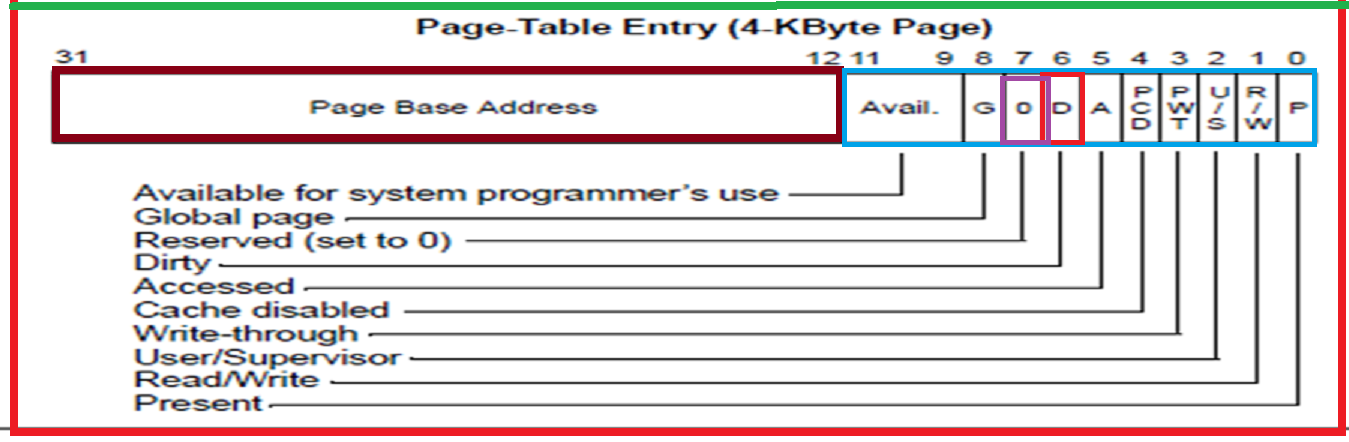 Page-Table Entry (4-KByte Page)
31 12 11 9 8 7 6 5 4 3 2 1 0
Page Base Address Avail. G 0 D A PCD PWT U/S R/W P
Available for system programmer's use
Global page
Reserved (set to 0)
Dirty
Accessed
Cache disabled
Write-through
User/Supervisor
Read/Write
Present